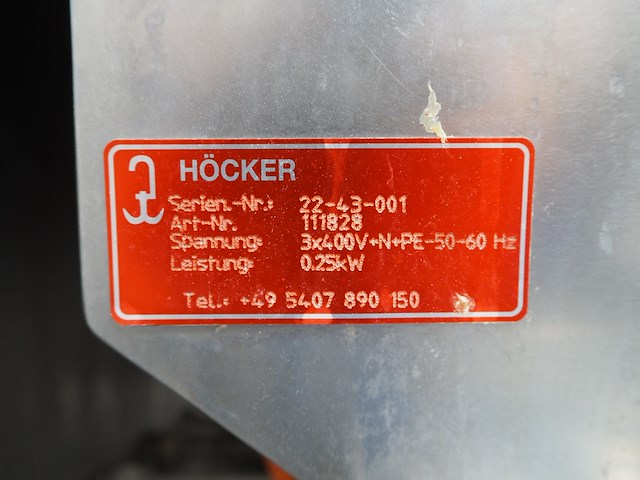 HÖCKER
Serien.-Nr.: 22-43-001
Art-Nr. 111828
Spannung: 3x400V+N+PE-50-60 Hz
Leistung: 0.25kW
Tel.: +49 5407 890 150